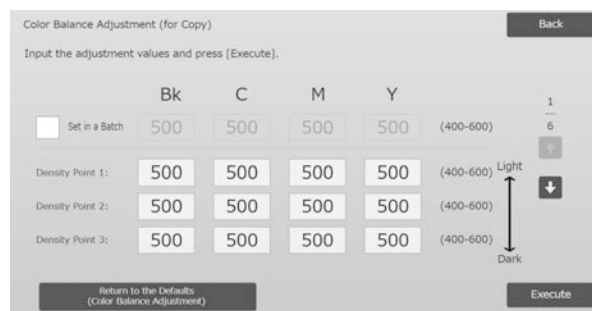 Color Balance Adjustment (for Copy) Back
Input the adjustment values and press [Execute].
Bk C M Y
1
Set in a Batch 500 500 500 500 (400-600) 6
Density Point 1: 500 500 500 500 (400-600) Light
Density Point 2: 500 500 500 500 (400-600)
Density Point 3: 500 500 500 500 (400-600)
Dark
Return to the Defaults
(Color Balance Adjustment) Execute